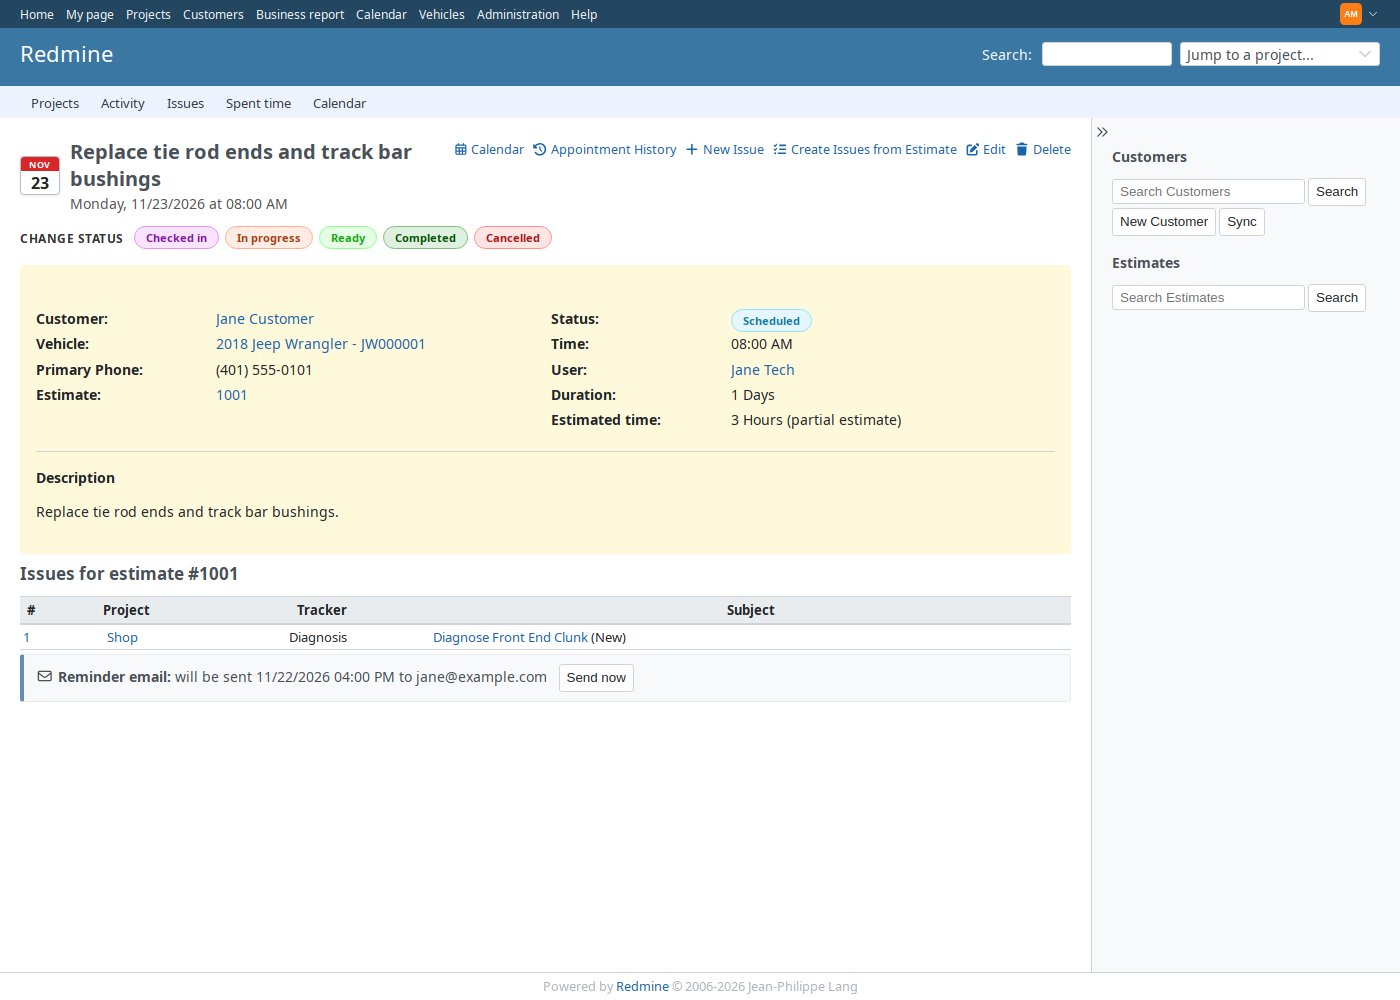 Home My page Projects Customers Business report Calendar Vehicles Administration Help AM
Redmine Search: Jump to a project...
Projects Activity Issues Spent time Calendar
NOV
23
Replace tie rod ends and track bar
bushings
Monday, 11/23/2026 at 08:00 AM
Calendar Appointment History New Issue Create Issues from Estimate Edit Delete
CHANGE STATUS Checked in In progress Ready Completed Cancelled
Customer: Jane Customer
Vehicle: 2018 Jeep Wrangler - JW000001
Primary Phone: (401) 555-0101
Estimate: 1001
Status: Scheduled
Time: 08:00 AM
User: Jane Tech
Duration: 1 Days
Estimated time: 3 Hours (partial estimate)
Description
Replace tie rod ends and track bar bushings.
Issues for estimate #1001
# Project Tracker Subject
1 Shop Diagnosis Diagnose Front End Clunk (New)
Reminder email: will be sent 11/22/2026 04:00 PM to jane@example.com Send now
Customers
Search Customers Search
New Customer Sync
Estimates
Search Estimates Search
Powered by Redmine © 2006-2026 Jean-Philippe Lang